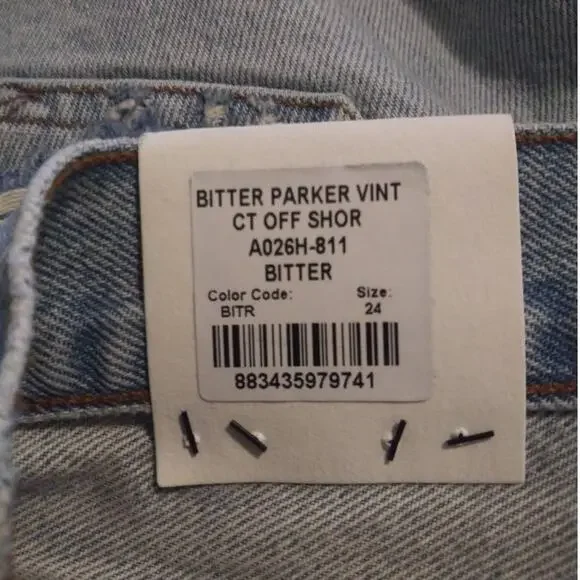 BITTER PARKER VINT
CT OFF SHOR
A026H-811
BITTER
Color Code: Size:
BITR 24
883435979741